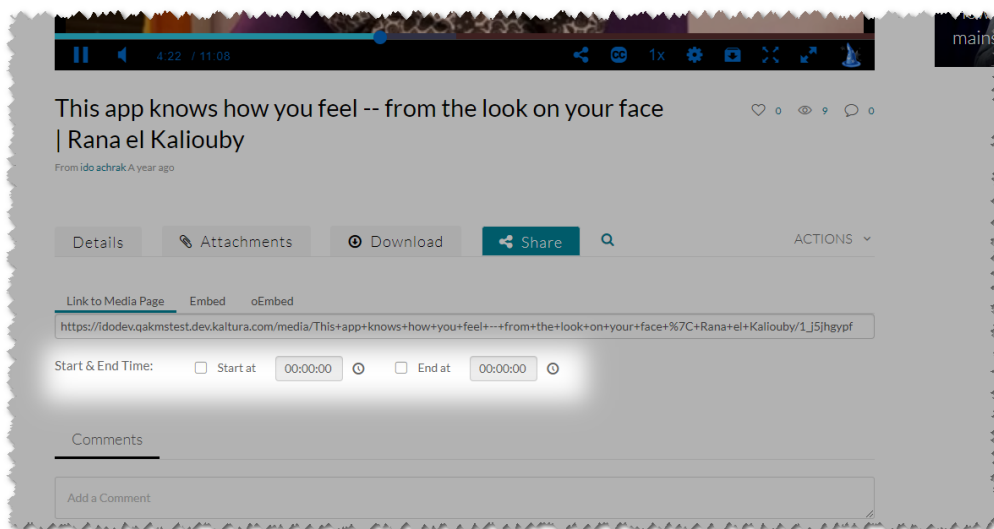 mains
4:22 / 11:08
CC
1x
This app knows how you feel -- from the look on your face
| Rana el Kaliouby
0 9 0
From ido achrak A year ago
Details Attachments Download Share ACTIONS
Link to Media Page Embed oEmbed
https://idodev.qakmstest.dev.kaltura.com/media/This+app+knows+how+you+feel+--+from+the+look+on+your+face+%7C+Rana+el+Kaliouby/1_j5jhgypf
Start & End Time: Start at 00:00:00 End at 00:00:00
Comments
Add a Comment